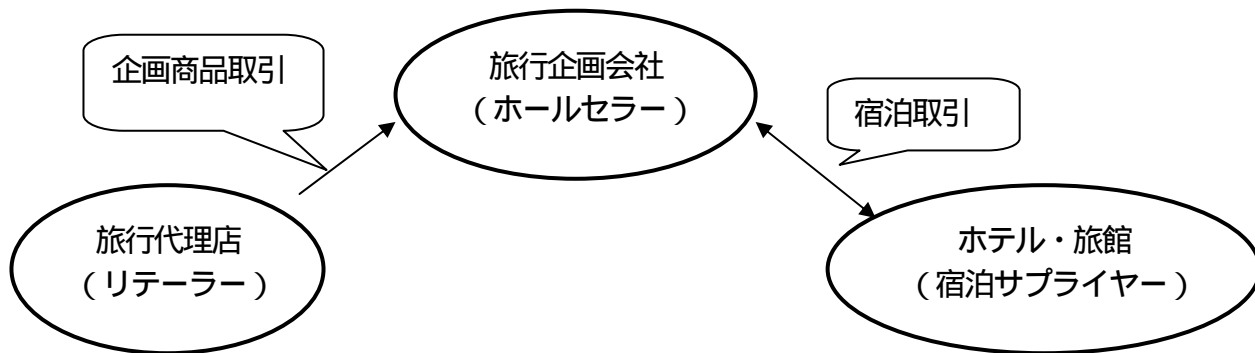 企画商品取引
旅行企画会社
（ホールセラー）
宿泊取引
旅行代理店
（リテーラー）
ホテル・旅館
（宿泊サプライヤー）